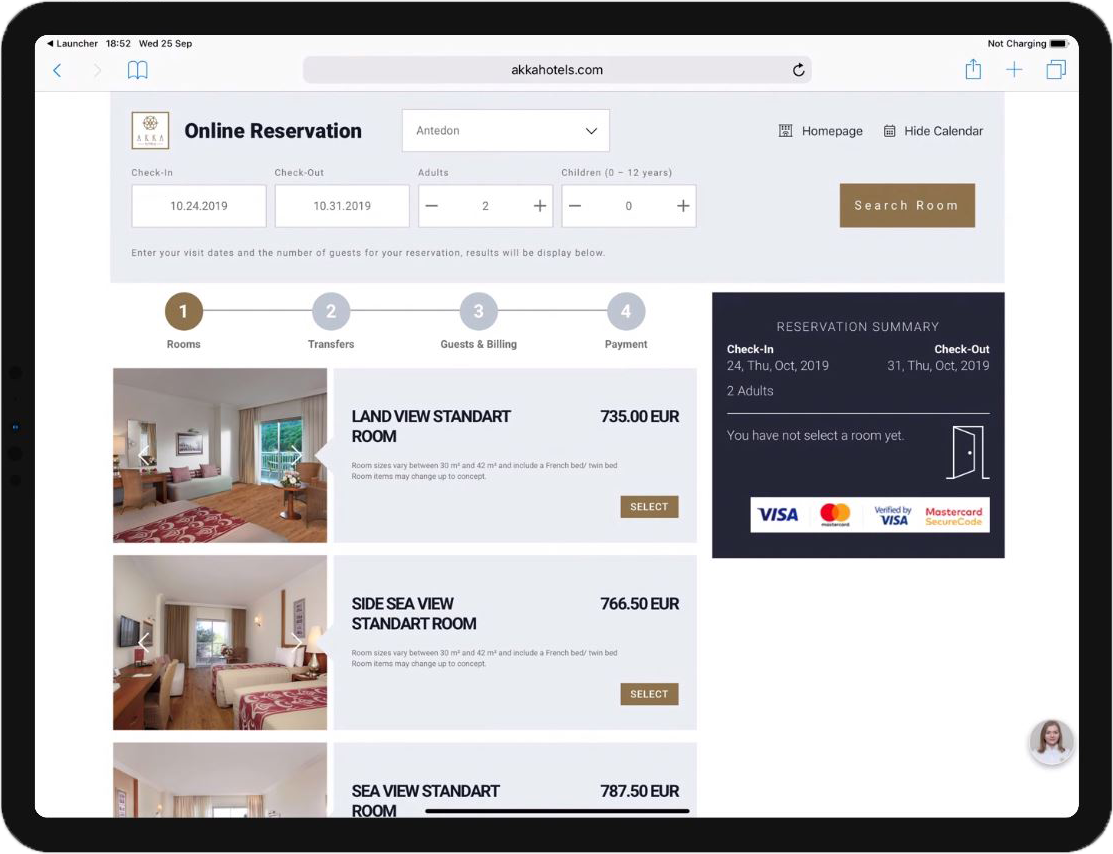 Launcher 18:52 Wed 25 Sep
Not Charging
akkahotels.com
AKKA
Online Reservation
Antedon
Homepage
Hide Calendar
Check-In
Check-Out
Adults
Children (0 – 12 years)
10.24.2019
10.31.2019
2
0
Search Room
Enter your visit dates and the number of guests for your reservation, results will be display below.
1
2
3
4
Rooms
Transfers
Guests & Billing
Payment
LAND VIEW STANDART
ROOM
735.00 EUR
Room sizes vary between 30 m² and 42 m² and include a French bed/ twin bed
Room items may change up to concept.
SELECT
SIDE SEA VIEW
STANDART ROOM
766.50 EUR
Room sizes vary between 30 m² and 42 m² and include a French bed/ twin bed
Room items may change up to concept.
SELECT
SEA VIEW STANDART
ROOM
787.50 EUR
RESERVATION SUMMARY
Check-In
Check-Out
24, Thu, Oct, 2019
31, Thu, Oct, 2019
2 Adults
You have not select a room yet.
VISA
mastercard
Verified by
VISA
Mastercard
SecureCode